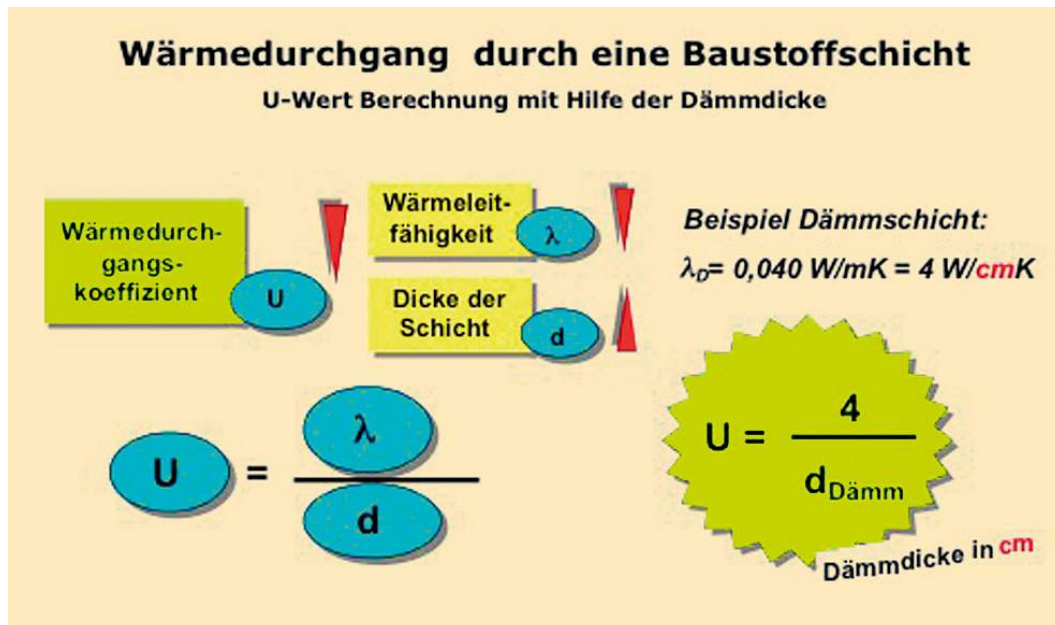 Wärmedurchgang durch eine Baustoffschicht
U-Wert Berechnung mit Hilfe der Dämmdicke
Wärmedurch-
gangs-
koeffizient
U
Wärmeleit-
fähigkeit
λ
Dicke der
Schicht
d
Beispiel Dämmschicht:
λD= 0,040 W/mK = 4 W/cmK
U = λ
d
U = 4
dDämm
Dämmdicke in cm